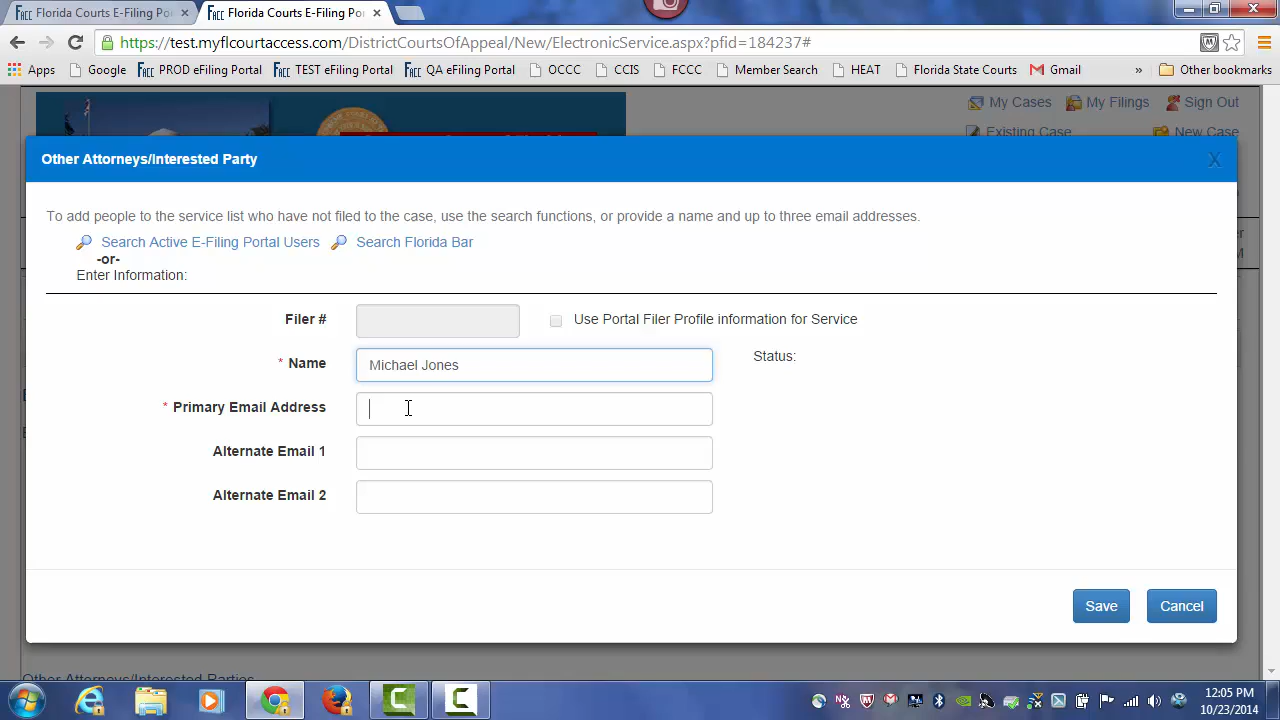 Florida Courts E-Filing Po
Florida Courts E-Filing Po
https://test.myflcourtaccess.com/DistrictCourtsOfAppeal/New/ElectronicService.aspx?pfid=184237#
Apps Google PROD eFiling Portal TEST eFiling Portal QA eFiling Portal OCCC CCIS FCCC Member Search HEAT Florida State Courts Gmail » Other bookmarks
My Cases My Filings Sign Out
Existing Case New Case
Other Attorneys/Interested Party X
To add people to the service list who have not filed to the case, use the search functions, or provide a name and up to three email addresses.
Search Active E-Filing Portal Users Search Florida Bar
-or-
Enter Information:
Filer # Use Portal Filer Profile information for Service
* Name Michael Jones Status:
* Primary Email Address
Alternate Email 1
Alternate Email 2
Save Cancel
Other Attorneys/Interested Parties
12:05 PM
10/23/2014